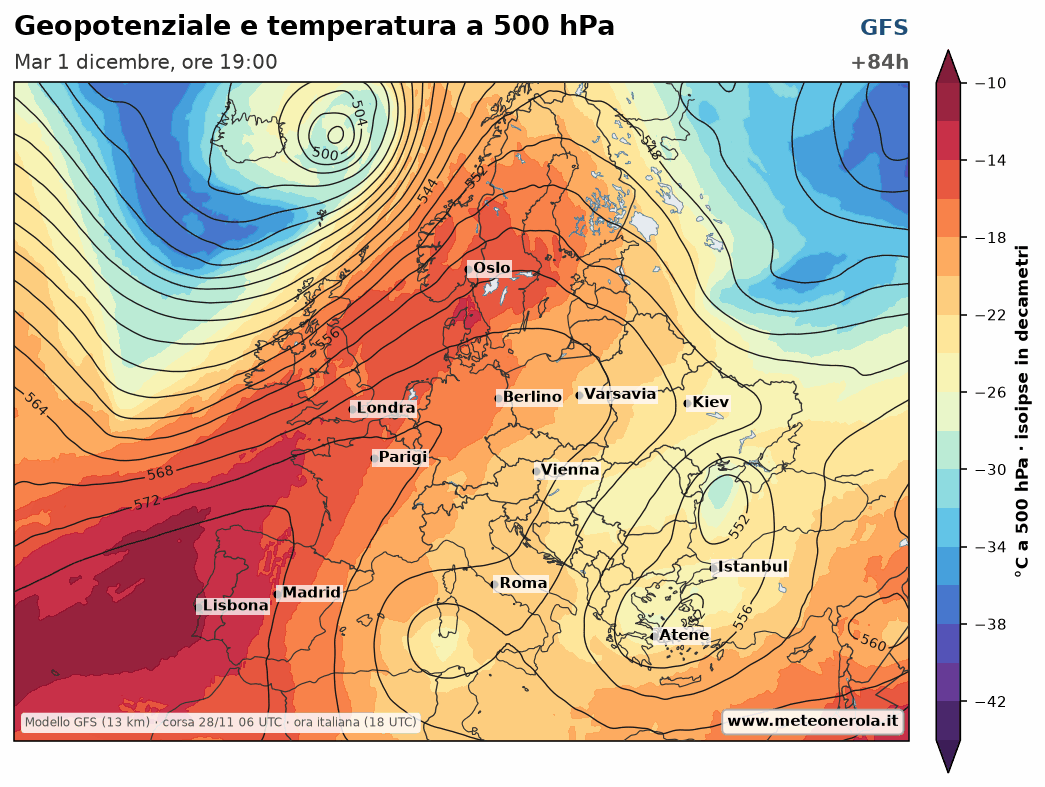 Geopotenziale e temperatura a 500 hPa
GFS
Mar 1 dicembre, ore 19:00
+84h
504
500
544
552
548
556
564
568
572
552
556
560
Oslo
Londra
Berlino
Varsavia
Kiev
Parigi
Vienna
Istanbul
Roma
Madrid
Lisbona
Atene
Modello GFS (13 km) · corsa 28/11 06 UTC · ora italiana (18 UTC)
www.meteonerola.it
−10
−14
−18
−22
−26
−30
−34
−38
−42
°C a 500 hPa · isoipse in decametri